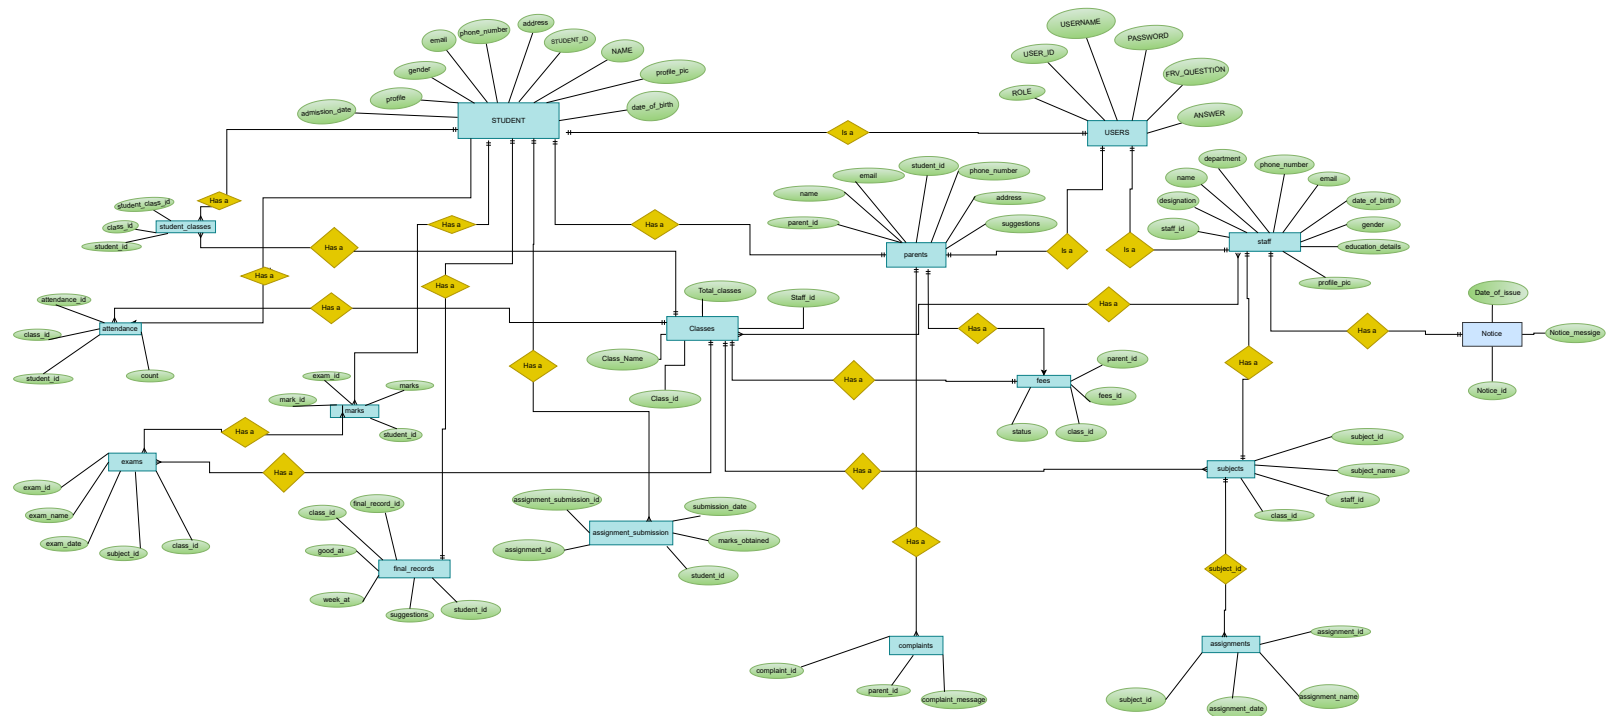 address
phone_number
email
STUDENT_ID
NAME
gender
profile_pic
profile
date_of_birth
admission_date
STUDENT
USERNAME
PASSWORD
USER_ID
FRV_QUESTTION
ROLE
ANSWER
USERS
Is a
department
phone_number
name
email
designation
date_of_birth
staff_id
gender
education_details
staff
profile_pic
student_id
phone_number
email
name
address
parent_id
suggestions
parents
Is a
Is a
Has a
student_class_id
class_id
student_classes
student_id
Has a
Has a
Has a
Has a
Has a
attendance_id
attendance
class_id
student_id
count
Has a
Total_classes
Staff_id
Classes
Class_Name
Class_id
Has a
Has a
Has a
Date_of_issue
Notice
Notice_messige
Notice_id
Has a
Has a
Has a
Has a
parent_id
fees
fees_id
status
class_id
exam_id
marks
mark_id
marks
student_id
Has a
exams
Has a
exam_id
exam_name
exam_date
subject_id
class_id
Has a
subject_id
subjects
subject_name
staff_id
class_id
final_record_id
class_id
good_at
final_records
week_at
suggestions
student_id
assignment_submission_id
submission_date
assignment_submission
marks_obtained
assignment_id
student_id
Has a
subject_id
complaints
complaint_id
parent_id
complaint_message
assignment_id
assignments
subject_id
assignment_date
assignment_name